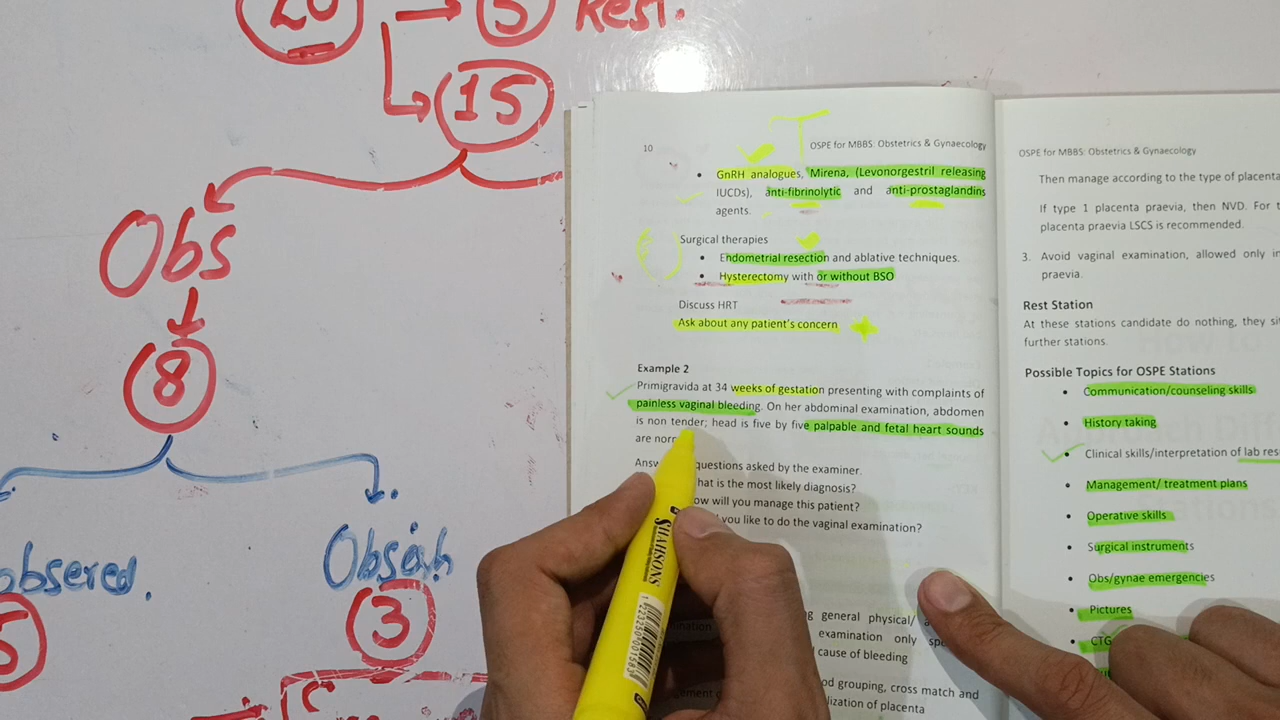 20 5 Rest.
15
Obs
8
obsered.
Obseih
5
3
10
OSPE for MBBS: Obstetrics & Gynaecology
• GnRH analogues, Mirena, (Levonorgestril releasing
IUCDs), anti-fibrinolytic and anti-prostaglandins
agents.
Surgical therapies
• Endometrial resection and ablative techniques.
• Hysterectomy with or without BSO
Discuss HRT
Ask about any patient's concern
Example 2
Primigravida at 34 weeks of gestation presenting with complaints of
painless vaginal bleeding. On her abdominal examination, abdomen
is non tender; head is five by five palpable and fetal heart sounds
are
questions asked by the examiner.
hat is the most likely diagnosis?
ow will you manage this patient?
you like to do the vaginal examination?
general physical/
examination only
cause of bleeding
od grouping, cross match and
lization of placenta
OSPE for MBBS: Obstetrics & Gynaecology
Then manage according to the type of placenta
If type 1 placenta praevia, then NVD. For
placenta praevia LSCS is recommended.
3. Avoid vaginal examination, allowed only in
praevia.
Rest Station
At these stations candidate do nothing, they
further stations.
Possible Topics for OSPE Stations
• Communication/counseling skills
• History taking
• Clinical skills/interpretation of lab
• Management/ treatment plans
• Operative skills
• Surgical instruments
• Obs/gynae emergencies
• Pictures
• CTG
SHAHSONS